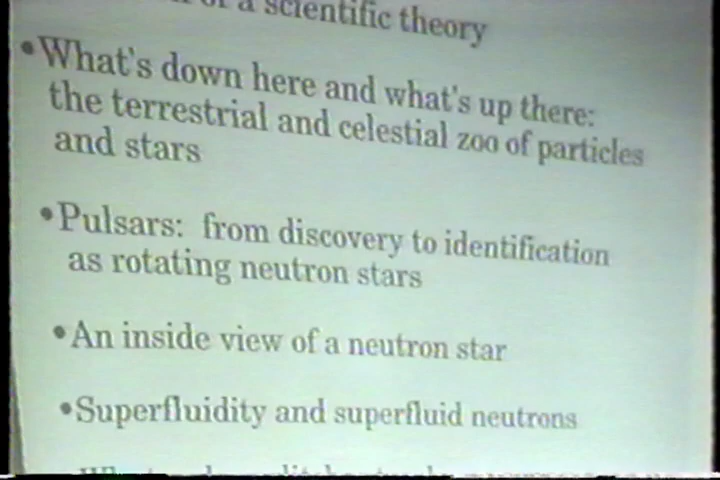 of a scientific theory
•What's down here and what's up there:
the terrestrial and celestial zoo of particles
and stars
•Pulsars: from discovery to identification
as rotating neutron stars
•An inside view of a neutron star
•Superfluidity and superfluid neutrons